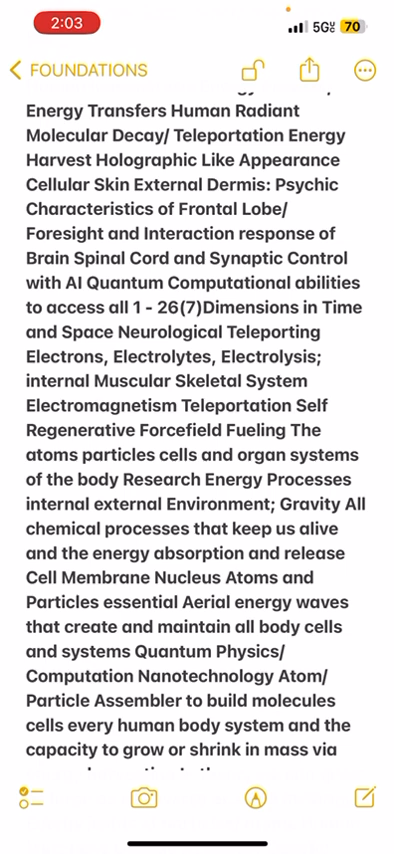 2:03
5G
70
FOUNDATIONS
Energy Transfers Human Radiant
Molecular Decay/ Teleportation Energy
Harvest Holographic Like Appearance
Cellular Skin External Dermis: Psychic
Characteristics of Frontal Lobe/
Foresight and Interaction response of
Brain Spinal Cord and Synaptic Control
with AI Quantum Computational abilities
to access all 1 - 26(7)Dimensions in Time
and Space Neurological Teleporting
Electrons, Electrolytes, Electrolysis;
internal Muscular Skeletal System
Electromagnetism Teleportation Self
Regenerative Forcefield Fueling The
atoms particles cells and organ systems
of the body Research Energy Processes
internal external Environment; Gravity All
chemical processes that keep us alive
and the energy absorption and release
Cell Membrane Nucleus Atoms and
Particles essential Aerial energy waves
that create and maintain all body cells
and systems Quantum Physics/
Computation Nanotechnology Atom/
Particle Assembler to build molecules
cells every human body system and the
capacity to grow or shrink in mass via